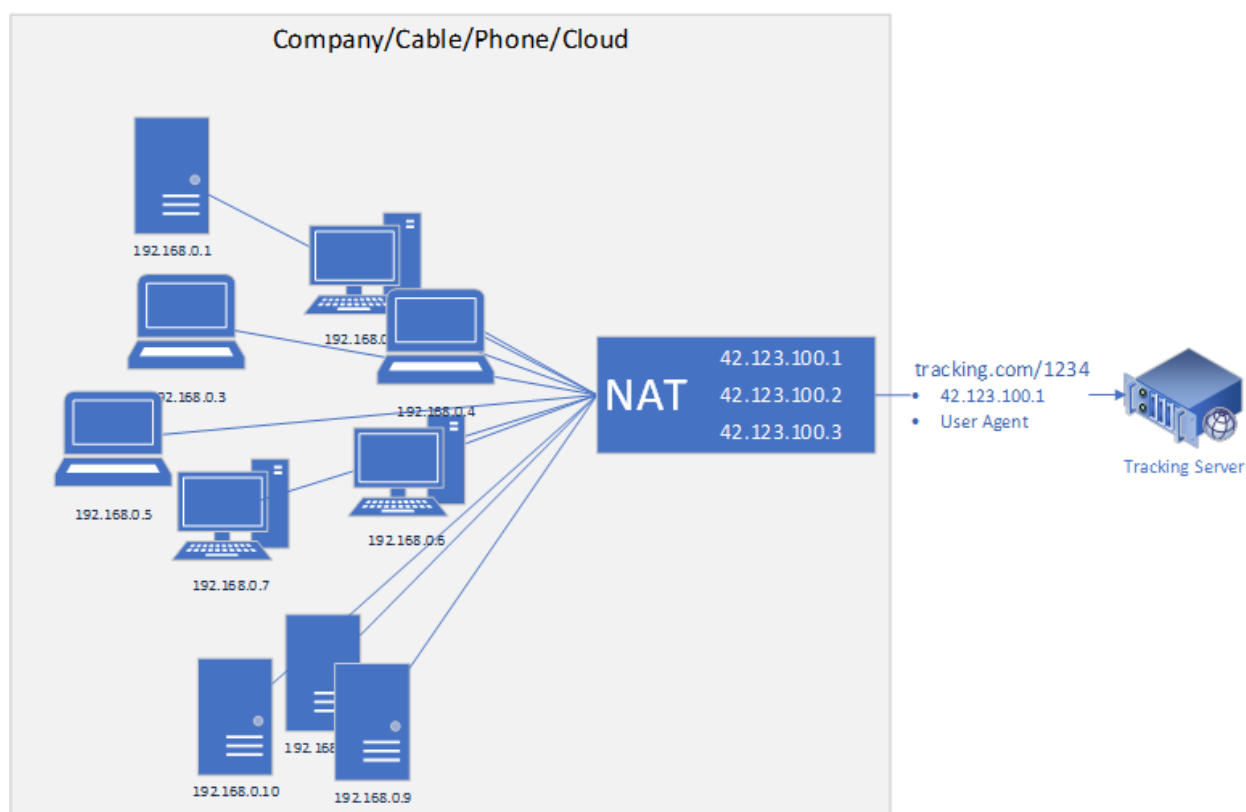 Company/Cable/Phone/Cloud
192.168.0.1
192.168.0.3
192.168.0.4
192.168.0.5
192.168.0.6
192.168.0.7
192.168.0.10
192.168.0.9
NAT
42.123.100.1
42.123.100.2
42.123.100.3
tracking.com/1234
• 42.123.100.1
• User Agent
Tracking Server